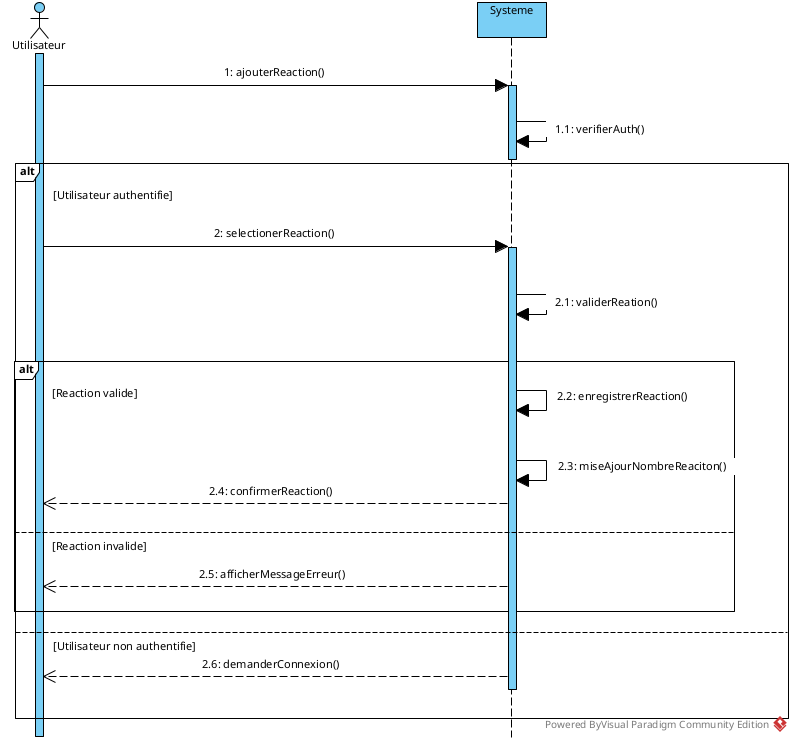 Utilisateur
Systeme
1: ajouterReaction()
1.1: verifierAuth()
alt
[Utilisateur authentifie]
2: selectionerReaction()
2.1: validerReation()
alt
[Reaction valide]
2.2: enregistrerReaction()
2.3: miseAjourNombreReaciton()
2.4: confirmerReaction()
[Reaction invalide]
2.5: afficherMessageErreur()
[Utilisateur non authentifie]
2.6: demanderConnexion()
Powered ByVisual Paradigm Community Edition